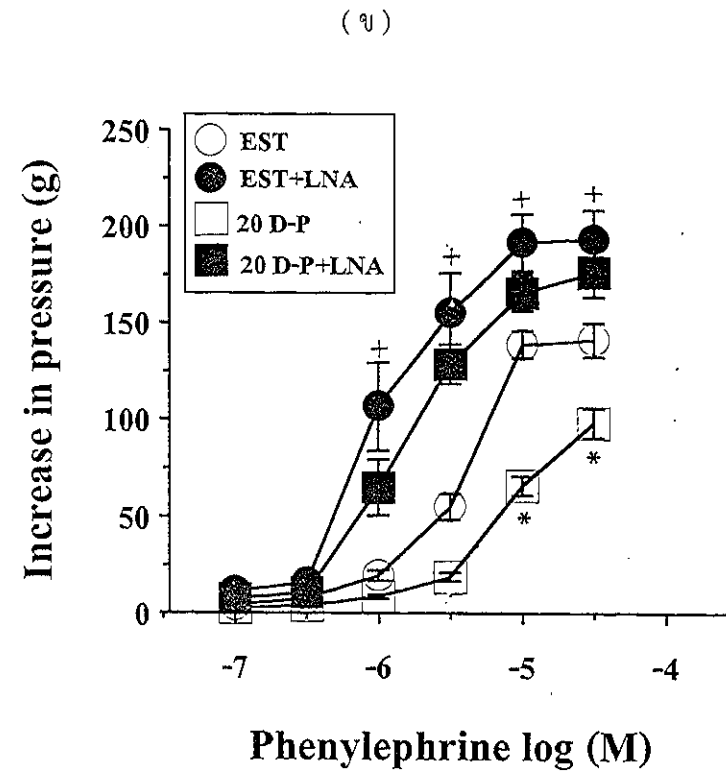 ( ข )
250
200
150
100
50
0
EST
EST+LNA
20 D-P
20 D-P+LNA
+
+
+
+
*
*
Increase in pressure (g)
-7 -6 -5 -4
Phenylephrine log (M)